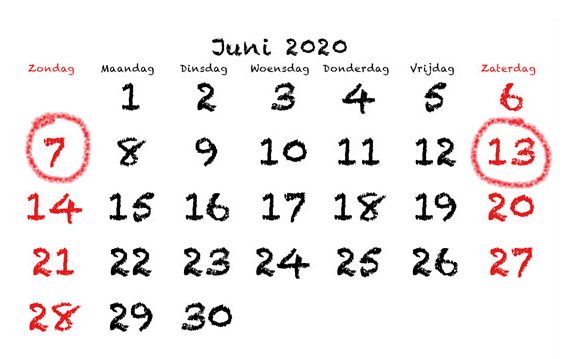 Juni 2020
Zondag Maandag Dinsdag Woensdag Donderdag Vrijdag Zaterdag
1 2 3 4 5 6
7 8 9 10 11 12 13
14 15 16 17 18 19 20
21 22 23 24 25 26 27
28 29 30